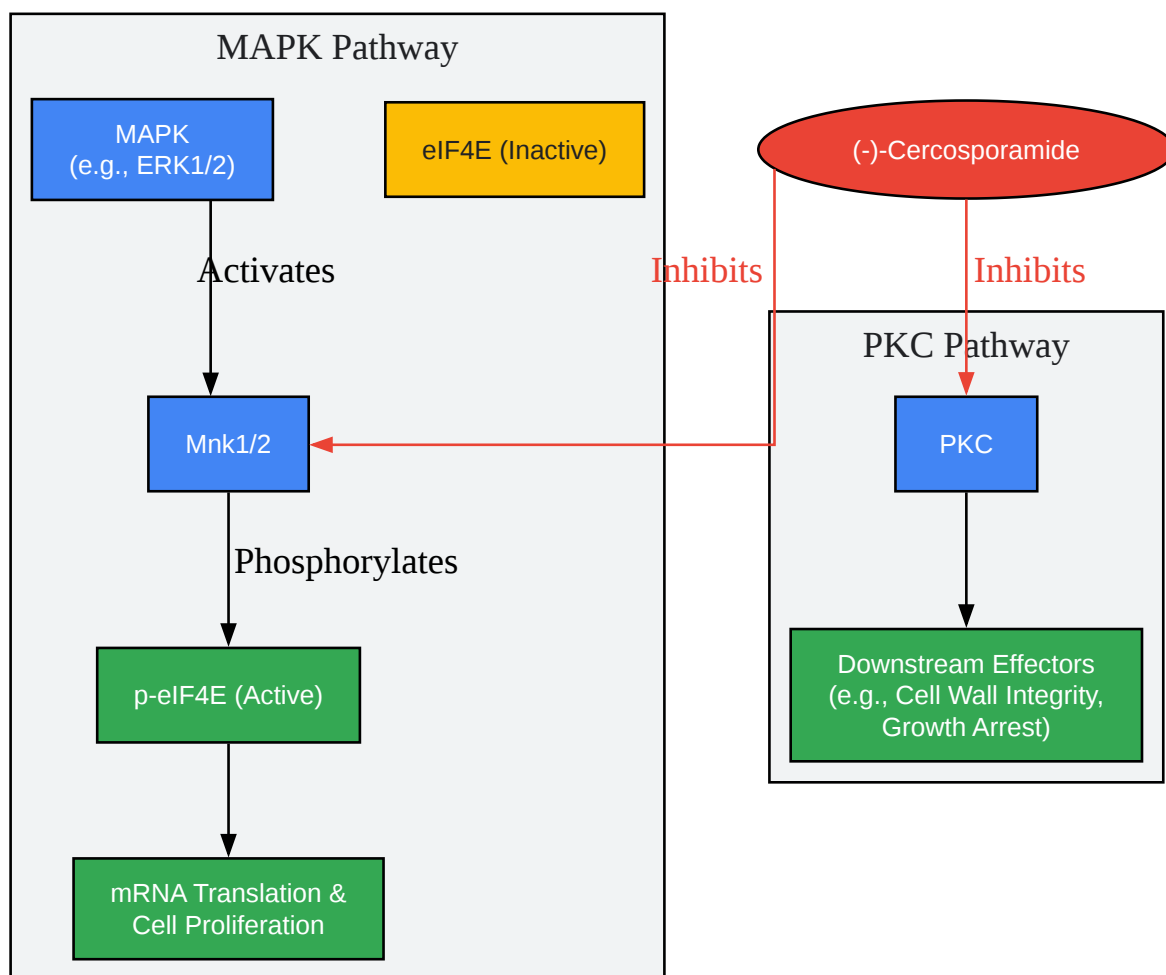 MAPK Pathway
MAPK
(e.g., ERK1/2)
eIF4E (Inactive)
(-)-Cercosporamide
Activates
Inhibits
Inhibits
PKC Pathway
Mnk1/2
PKC
Phosphorylates
p-eIF4E (Active)
Downstream Effectors
(e.g., Cell Wall Integrity,
Growth Arrest)
mRNA Translation &
Cell Proliferation